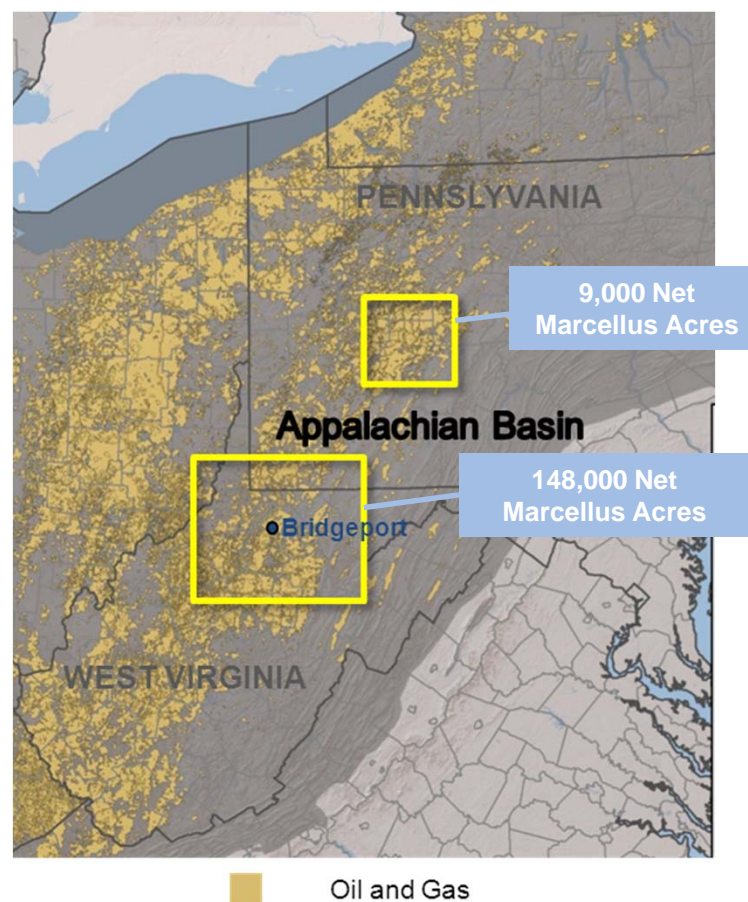 PENNSLYVANIA
9,000 Net
Marcellus Acres
Appalachian Basin
148,000 Net
Marcellus Acres
Bridgeport
WEST VIRGINIA
Oil and Gas